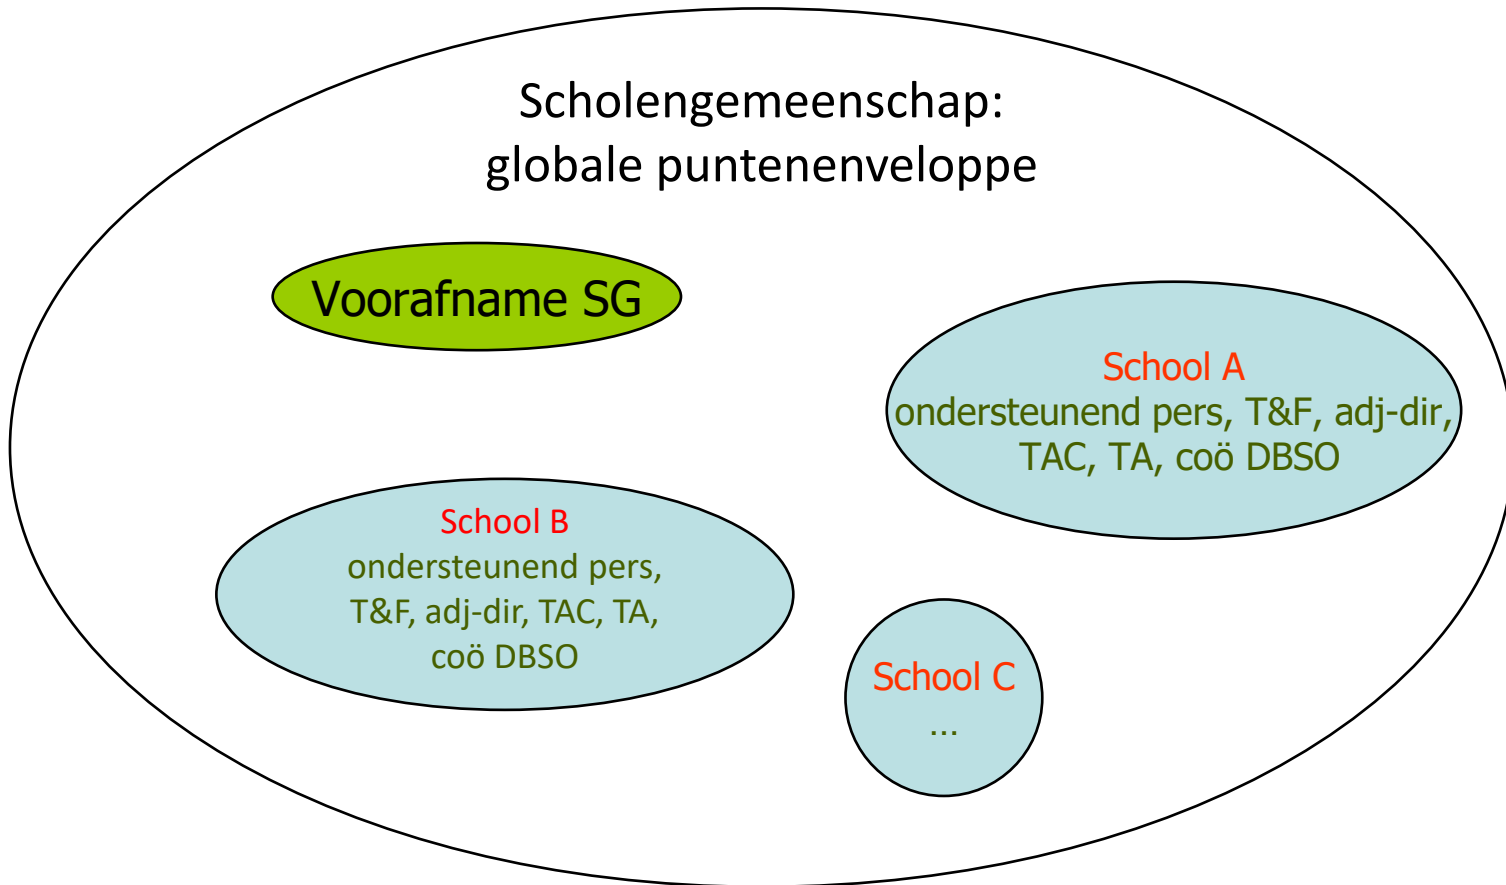 Scholengemeenschap:
globale puntenenveloppe
Voorafname SG
School A
ondersteunend pers, T&F, adj-dir,
TAC, TA, coö DBSO
School B
ondersteunend pers,
T&F, adj-dir, TAC, TA,
coö DBSO
School C
...